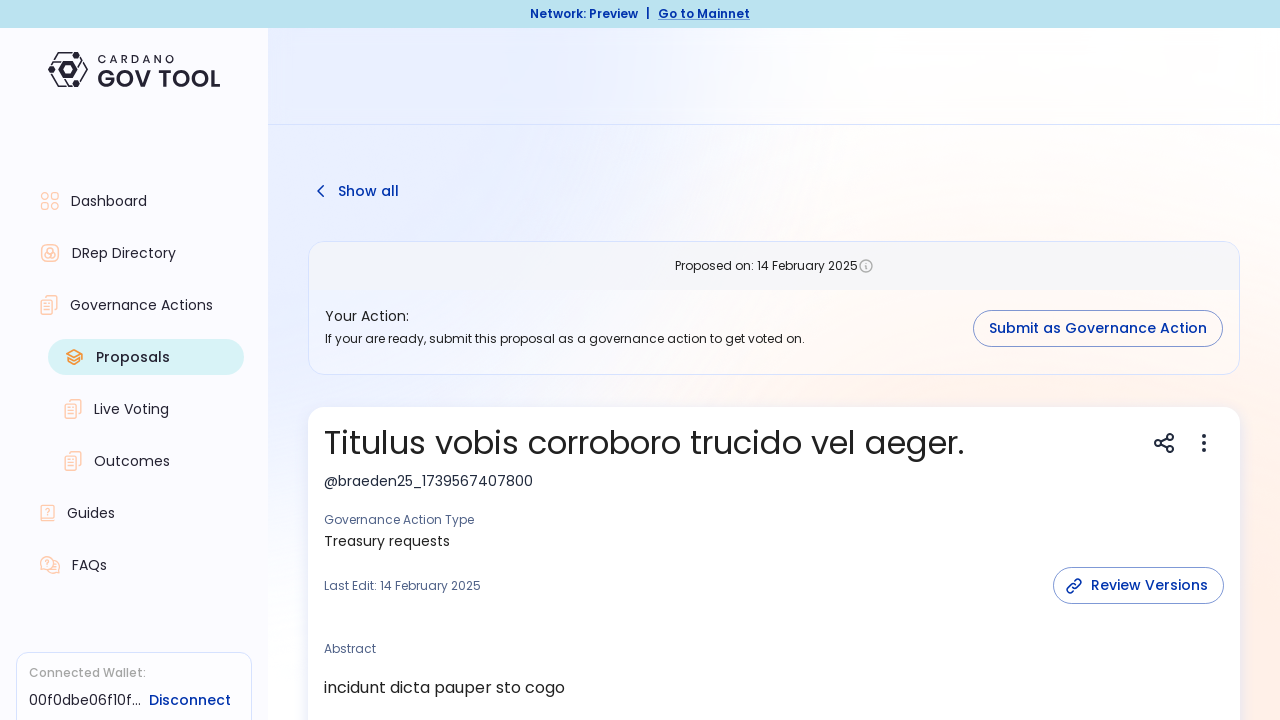 Network: Preview | Go to Mainnet
CARDANO
GOV TOOL
Dashboard
DRep Directory
Governance Actions
Proposals
Live Voting
Outcomes
Guides
FAQs
Connected Wallet:
00f0dbe06f10f... Disconnect
Show all
Proposed on: 14 February 2025
Your Action:
If your are ready, submit this proposal as a governance action to get voted on.
Submit as Governance Action
Titulus vobis corroboro trucido vel aeger.
@braeden25_1739567407800
Governance Action Type
Treasury requests
Last Edit: 14 February 2025
Review Versions
Abstract
incidunt dicta pauper sto cogo